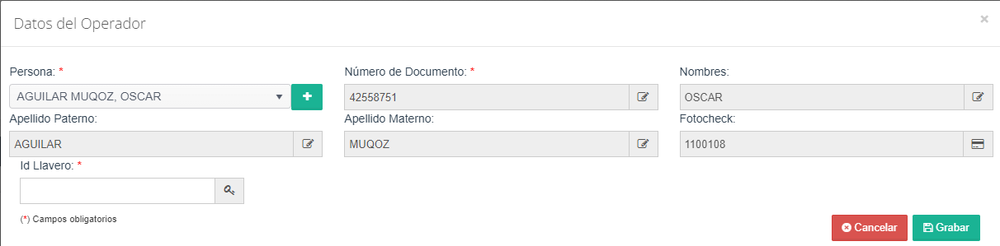 Datos del Operador ×
Persona: * Número de Documento: * Nombres:
AGUILAR MUQOZ, OSCAR 42558751 OSCAR
Apellido Paterno: Apellido Materno: Fotocheck:
AGUILAR MUQOZ 1100108
Id Llavero: *
(*) Campos obligatorios
Cancelar Grabar